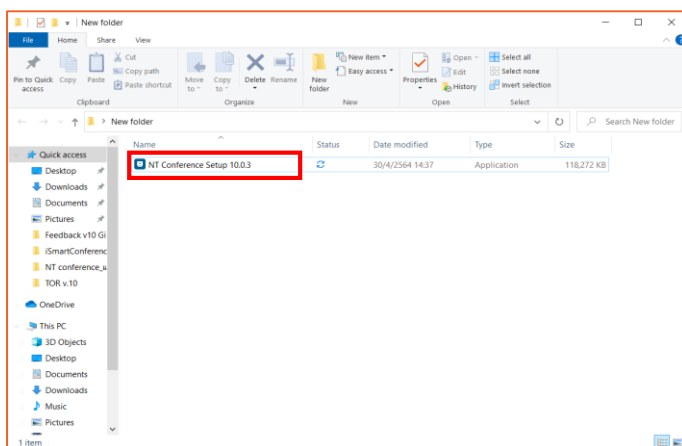 New folder
File Home Share View
Pin to Quick access
Copy
Paste
Cut
Copy path
Paste shortcut
Clipboard
Move to
Copy to
Delete
Rename
Organize
New folder
New item
Easy access
New
Properties
Open
Edit
History
Open
Select all
Select none
Invert selection
Select
New folder
Search New folder
Name Status Date modified Type Size
NT Conference Setup 10.0.3 30/4/2564 14:37 Application 118,272 KB
Quick access
Desktop
Downloads
Documents
Pictures
Feedback v10 Gi
iSmartConferenc
NT conference_
TOR v.10
OneDrive
This PC
3D Objects
Desktop
Documents
Downloads
Music
Pictures
1 item